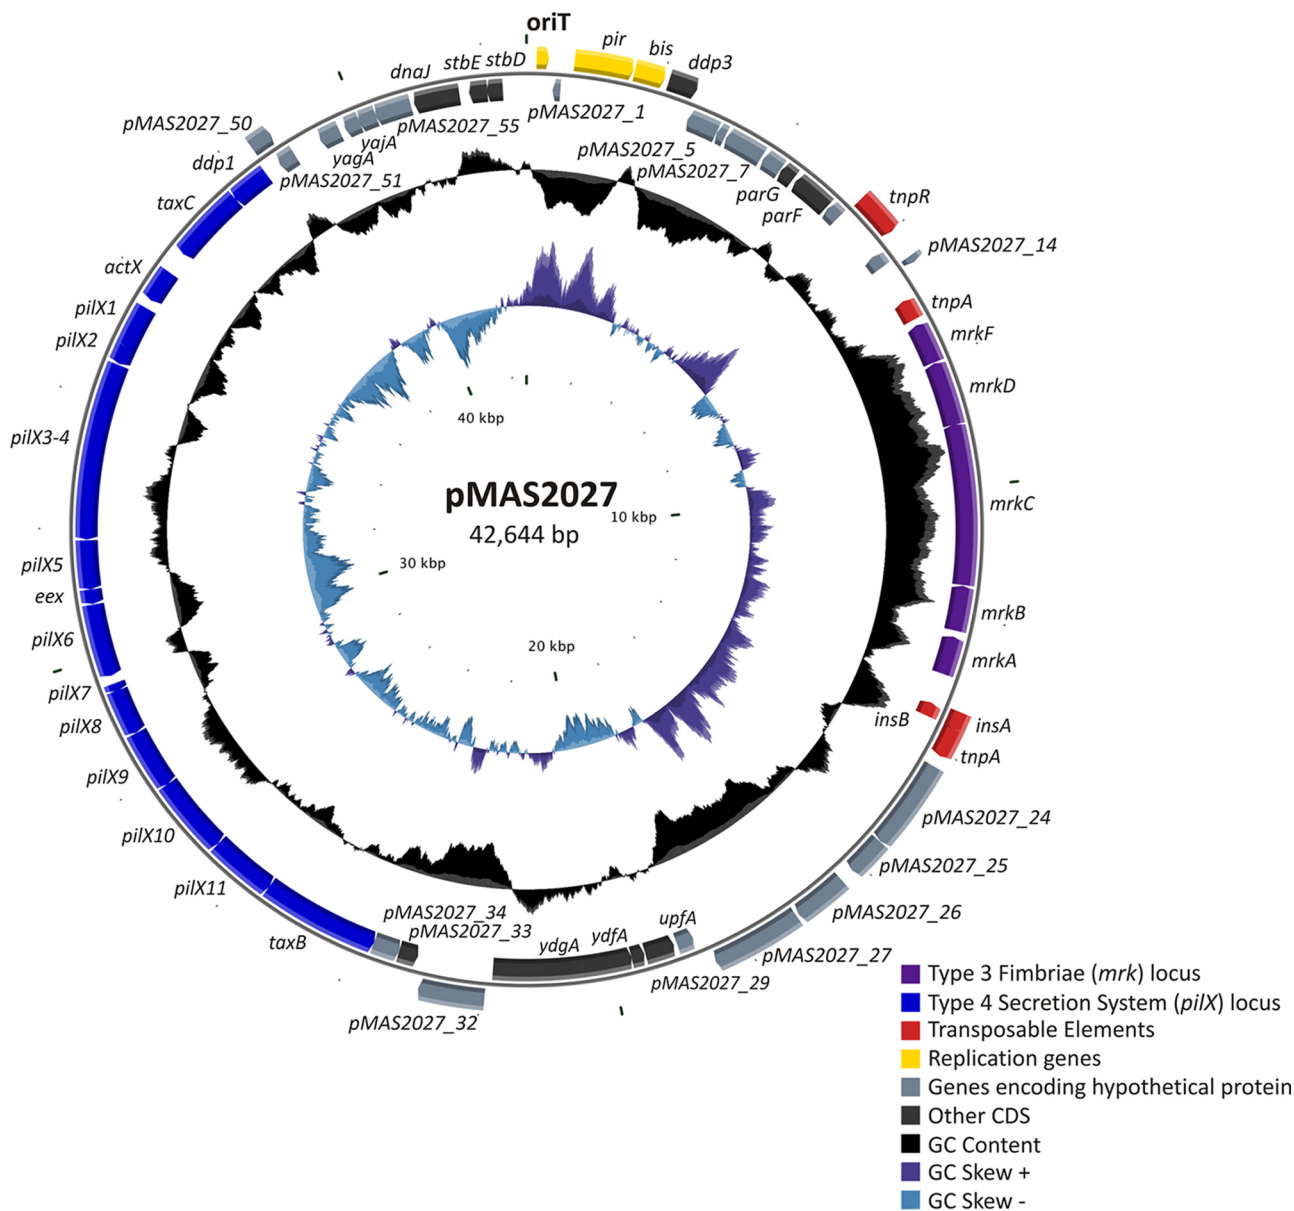 oriT
pir
bis
ddp3
stbE stbD
dnaJ
pMAS2027_1
pMAS2027_55
pMAS2027_50
yajA
yagA
pMAS2027_51
ddp1
taxC
actX
pilX1
pilX2
pilX3-4
pilX5
eex
pilX6
pilX7
pilX8
pilX9
pilX10
pilX11
taxB
pMAS2027_34
pMAS2027_33
pMAS2027_32
ydgA
ydfA
upfA
pMAS2027_29
pMAS2027_27
pMAS2027_26
pMAS2027_25
pMAS2027_24
tnpA
insA
insB
mrkA
mrkB
mrkC
mrkD
mrkF
tnpA
pMAS2027_14
tnpR
parF
parG
pMAS2027_7
pMAS2027_5
40 kbp
pMAS2027
42,644 bp
10 kbp
30 kbp
20 kbp
Type 3 Fimbriae (mrk) locus
Type 4 Secretion System (pilX) locus
Transposable Elements
Replication genes
Genes encoding hypothetical protein
Other CDS
GC Content
GC Skew +
GC Skew -